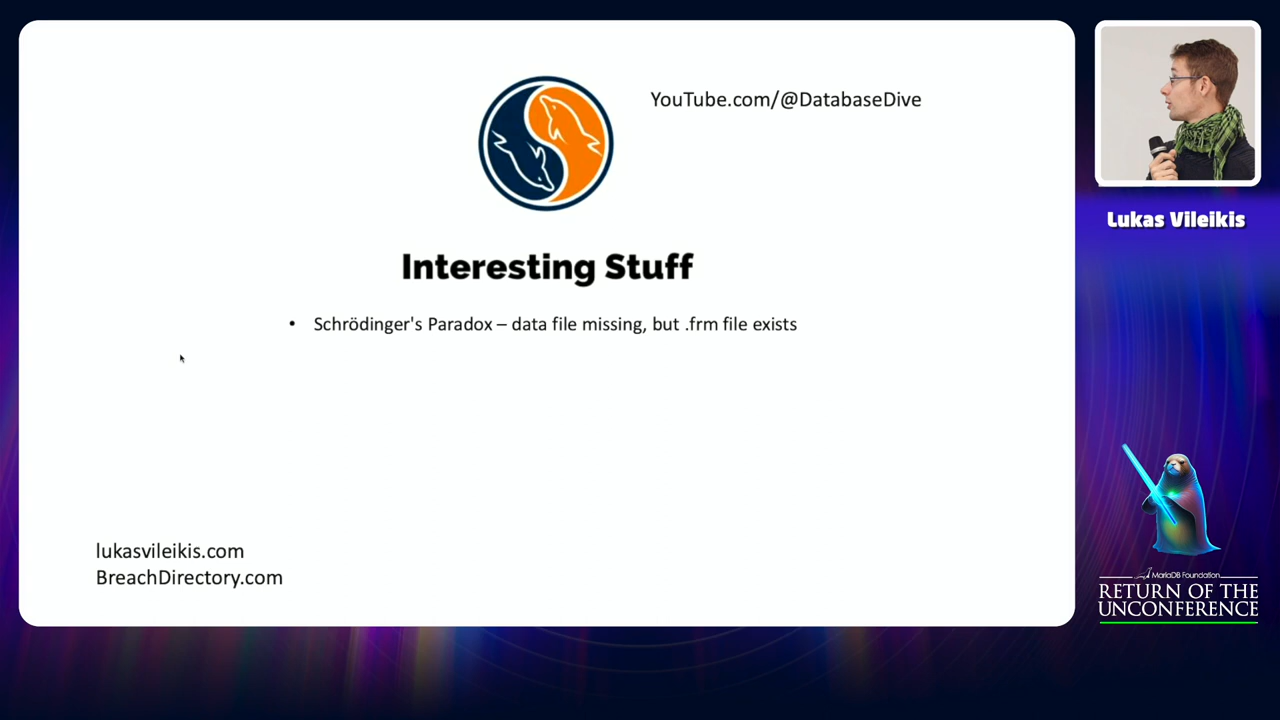 YouTube.com/@DatabaseDive
Interesting Stuff
• Schrödinger's Paradox – data file missing, but .frm file exists
lukasvileikis.com
BreachDirectory.com
Lukas Vileikis
MariaDB Foundation
RETURN OF THE
UNCONFERENCE